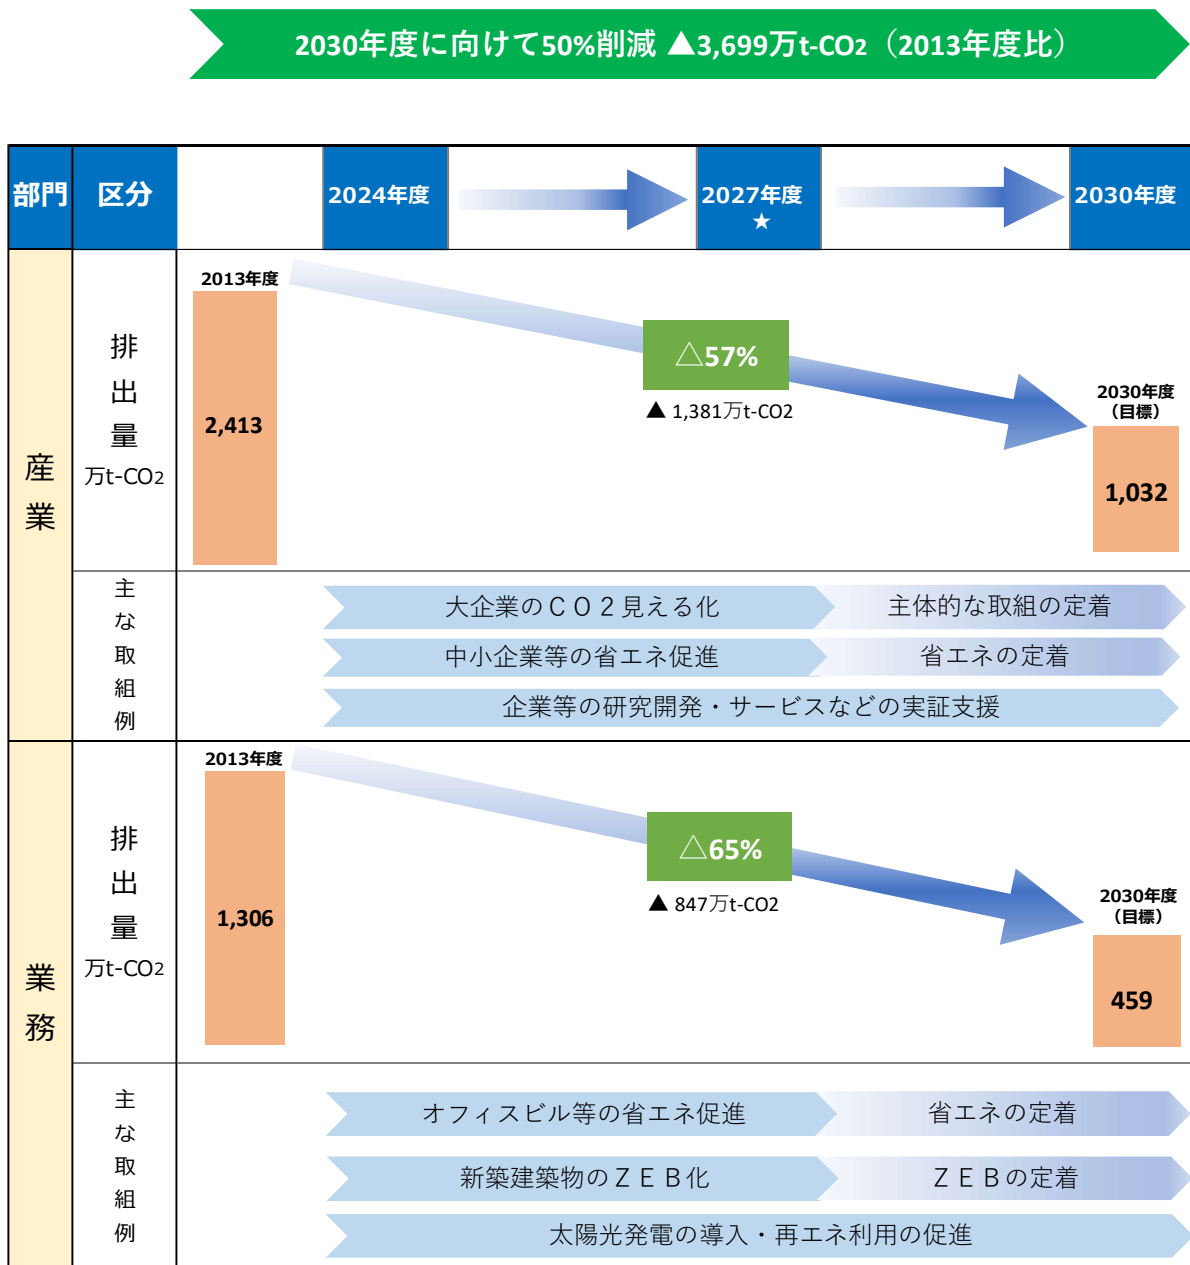 2030年度に向けて50%削減 ▲3,699万t-CO2（2013年度比）
部門
区分
2024年度
2027年度
★
2030年度
産業
排出量
万t-CO2
2013年度
2,413
△57%
▲ 1,381万t-CO2
2030年度
（目標）
1,032
主な取組例
大企業のＣＯ２見える化
主体的な取組の定着
中小企業等の省エネ促進
省エネの定着
企業等の研究開発・サービスなどの実証支援
業務
排出量
万t-CO2
2013年度
1,306
△65%
▲ 847万t-CO2
2030年度
（目標）
459
主な取組例
オフィスビル等の省エネ促進
省エネの定着
新築建築物のＺＥＢ化
ＺＥＢの定着
太陽光発電の導入・再エネ利用の促進